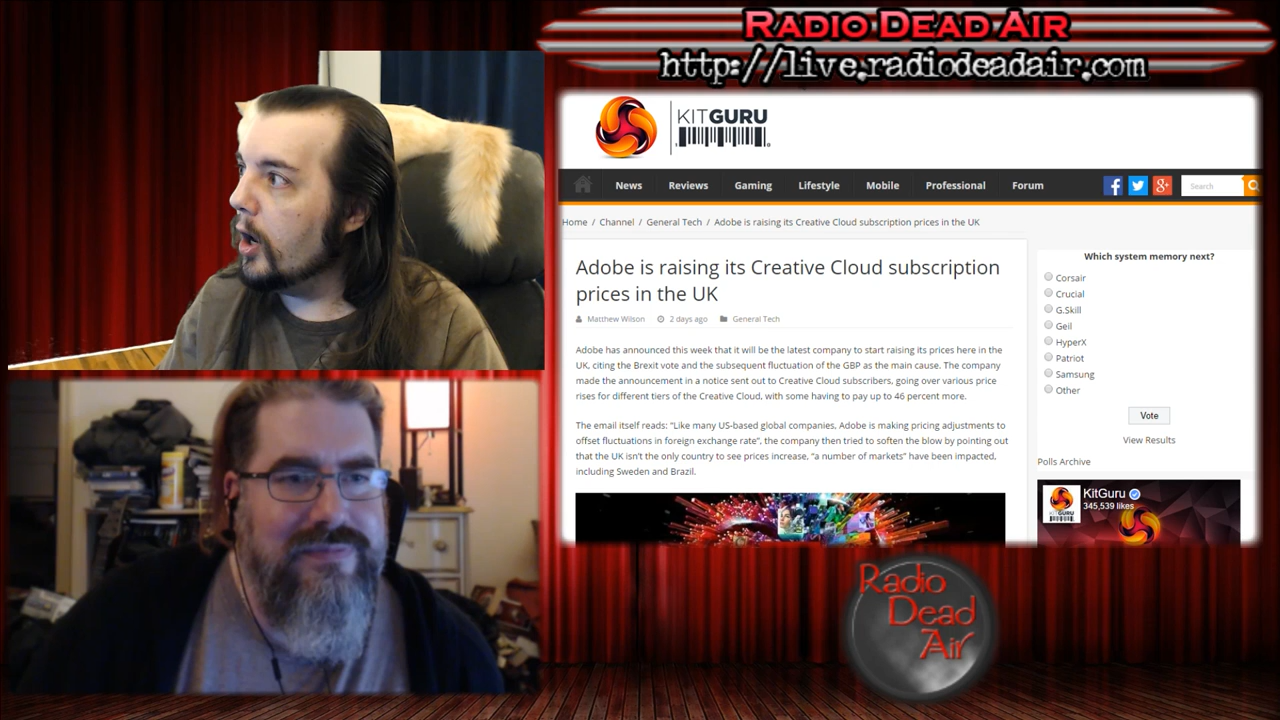 RADIO DEAD AIR
http://live.radiodeadair.com
KITGURU
News Reviews Gaming Lifestyle Mobile Professional Forum
Search
Home / Channel / General Tech / Adobe is raising its Creative Cloud subscription prices in the UK
Adobe is raising its Creative Cloud subscription
prices in the UK
Matthew Wilson 2 days ago General Tech
Adobe has announced this week that it will be the latest company to start raising its prices here in the
UK, citing the Brexit vote and the subsequent fluctuation of the GBP as the main cause. The company
made the announcement in a notice sent out to Creative Cloud subscribers, going over various price
rises for different tiers of the Creative Cloud, with some having to pay up to 46 percent more.
The email itself reads: “Like many US-based global companies, Adobe is making pricing adjustments to
offset fluctuations in foreign exchange rate”, the company then tried to soften the blow by pointing out
that the UK isn’t the only country to see prices increase, “a number of markets” have been impacted,
including Sweden and Brazil.
Which system memory next?
Corsair
Crucial
G.Skill
Geil
HyperX
Patriot
Samsung
Other
Vote
View Results
Polls Archive
KitGuru
345,539 likes
Radio
Dead
Air